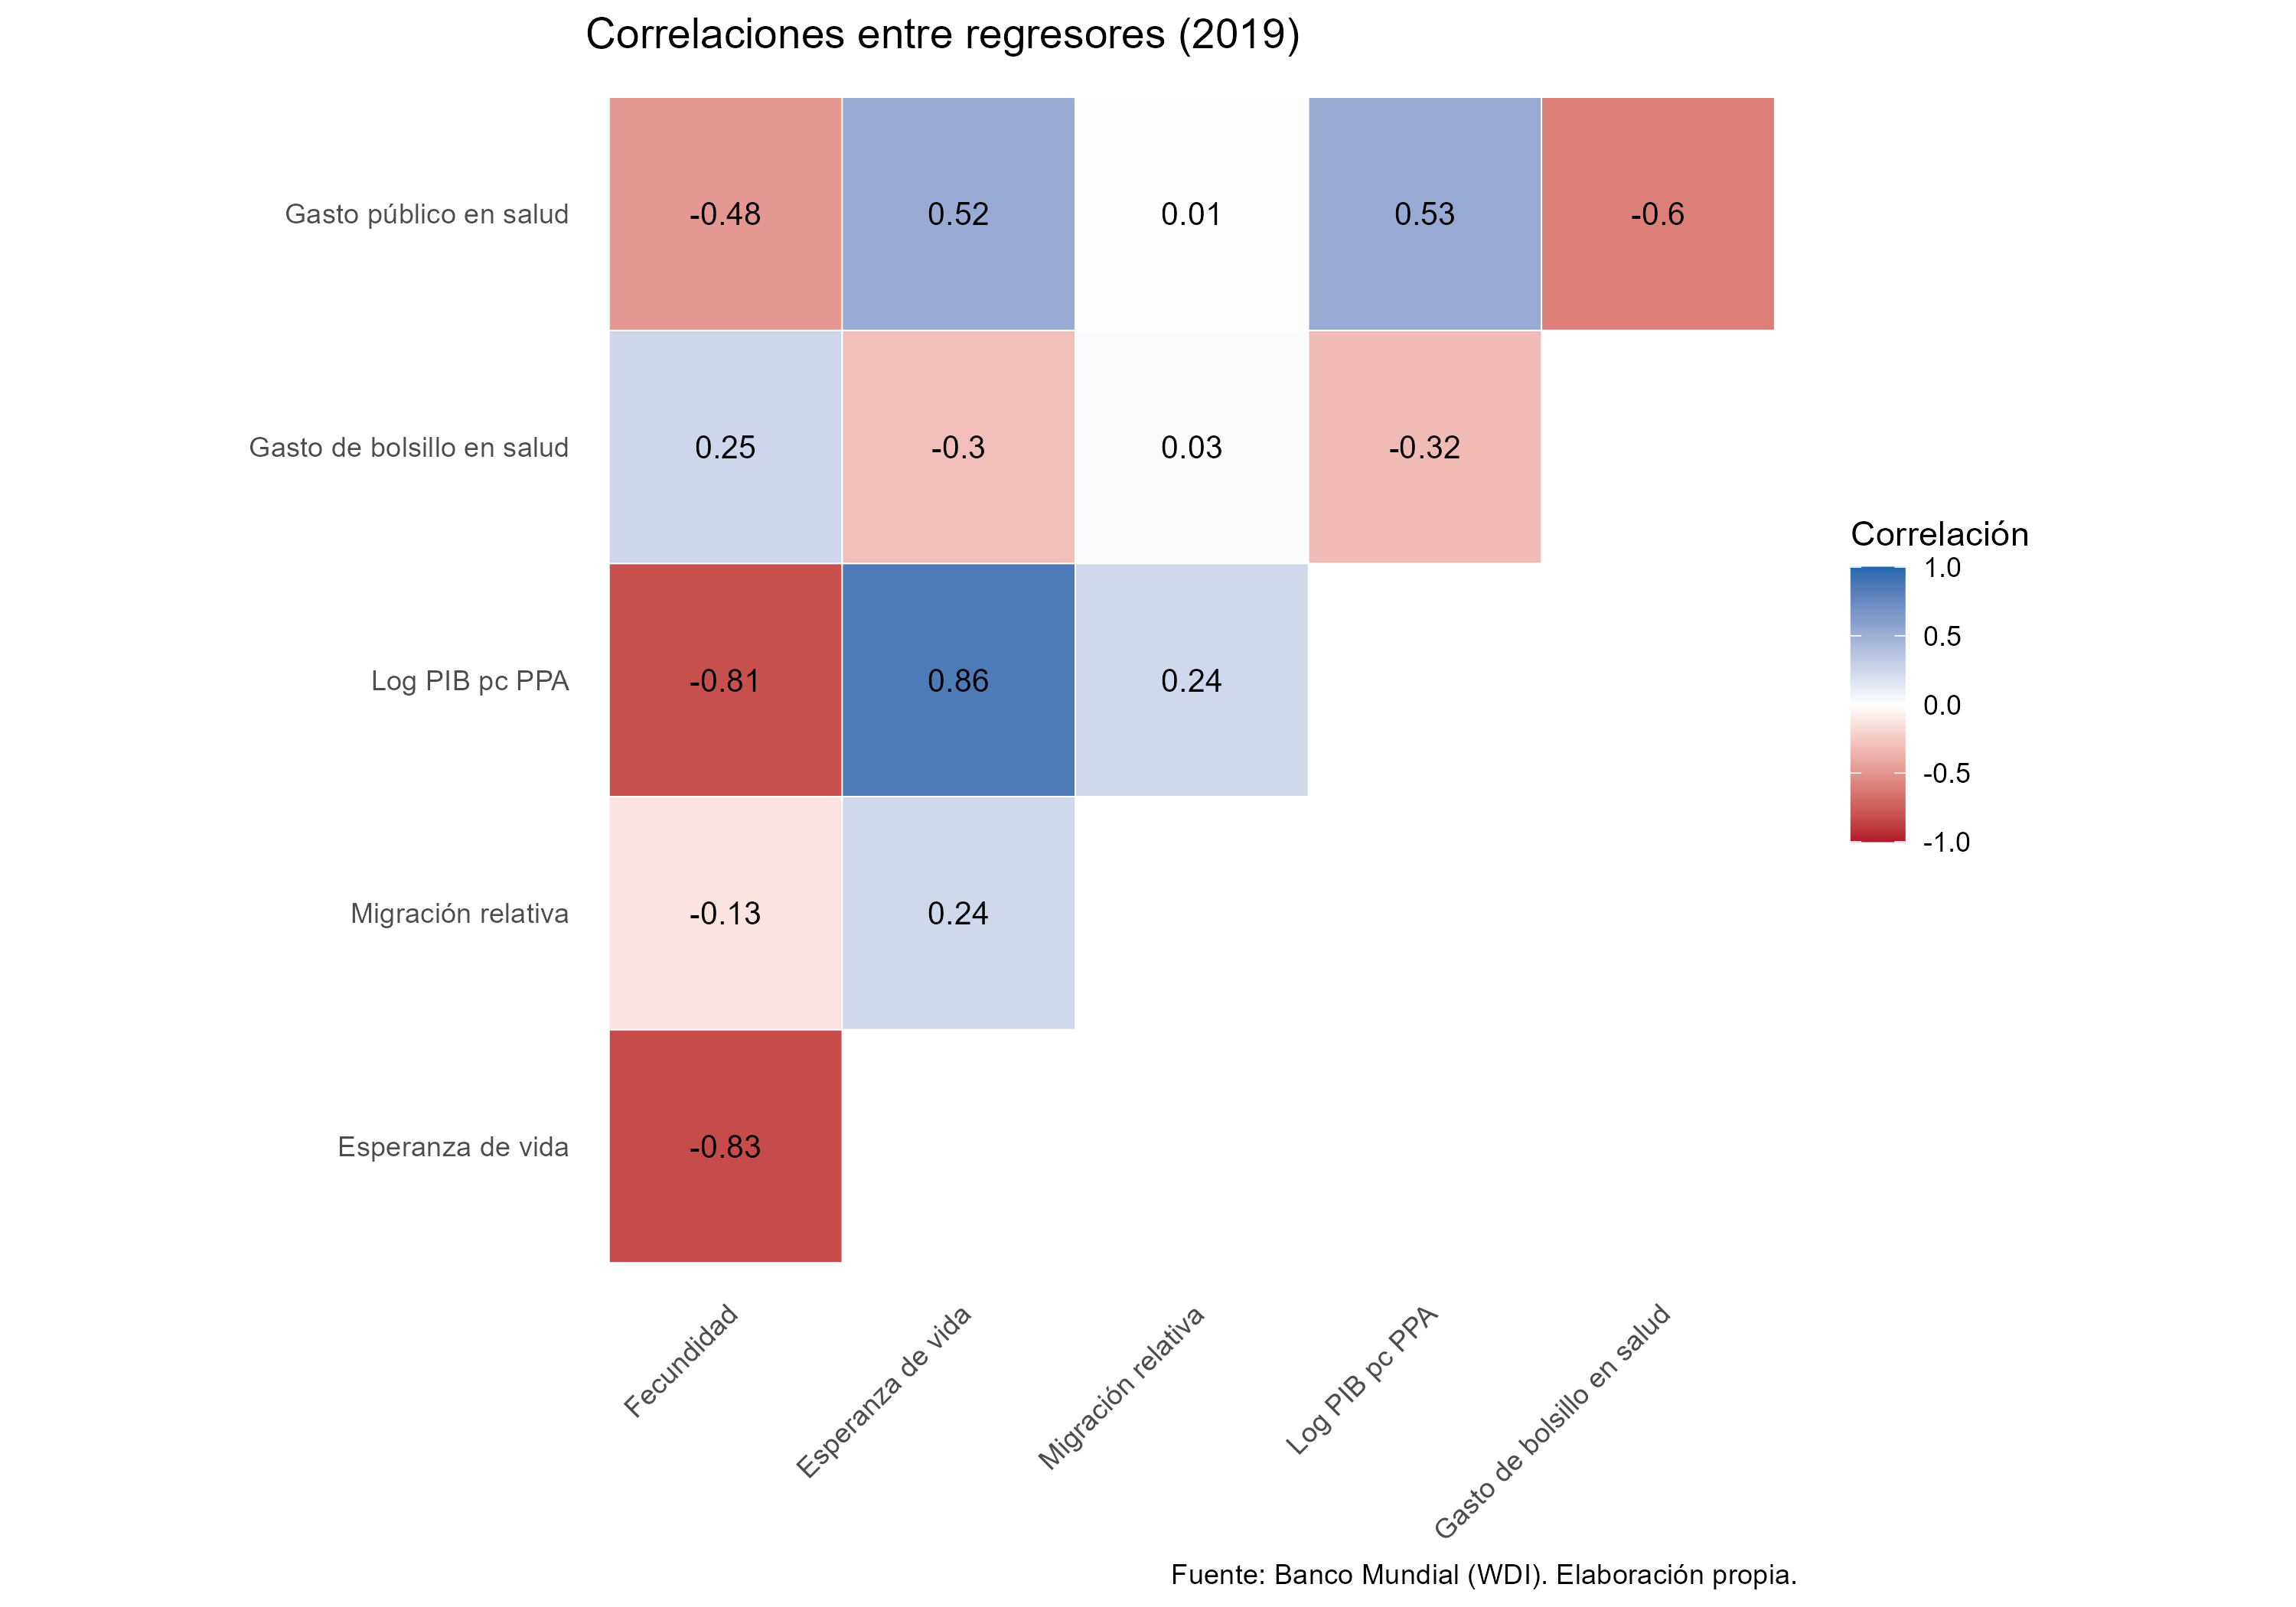 Correlaciones entre regresores (2019)
Gasto público en salud
-0.48 0.52 0.01 0.53 -0.6
Gasto de bolsillo en salud
0.25 -0.3 0.03 -0.32
Log PIB pc PPA
-0.81 0.86 0.24
Migración relativa
-0.13 0.24
Esperanza de vida
-0.83
Fecundidad
Esperanza de vida
Migración relativa
Log PIB pc PPA
Gasto de bolsillo en salud
Correlación
1.0
0.5
0.0
-0.5
-1.0
Fuente: Banco Mundial (WDI). Elaboración propia.